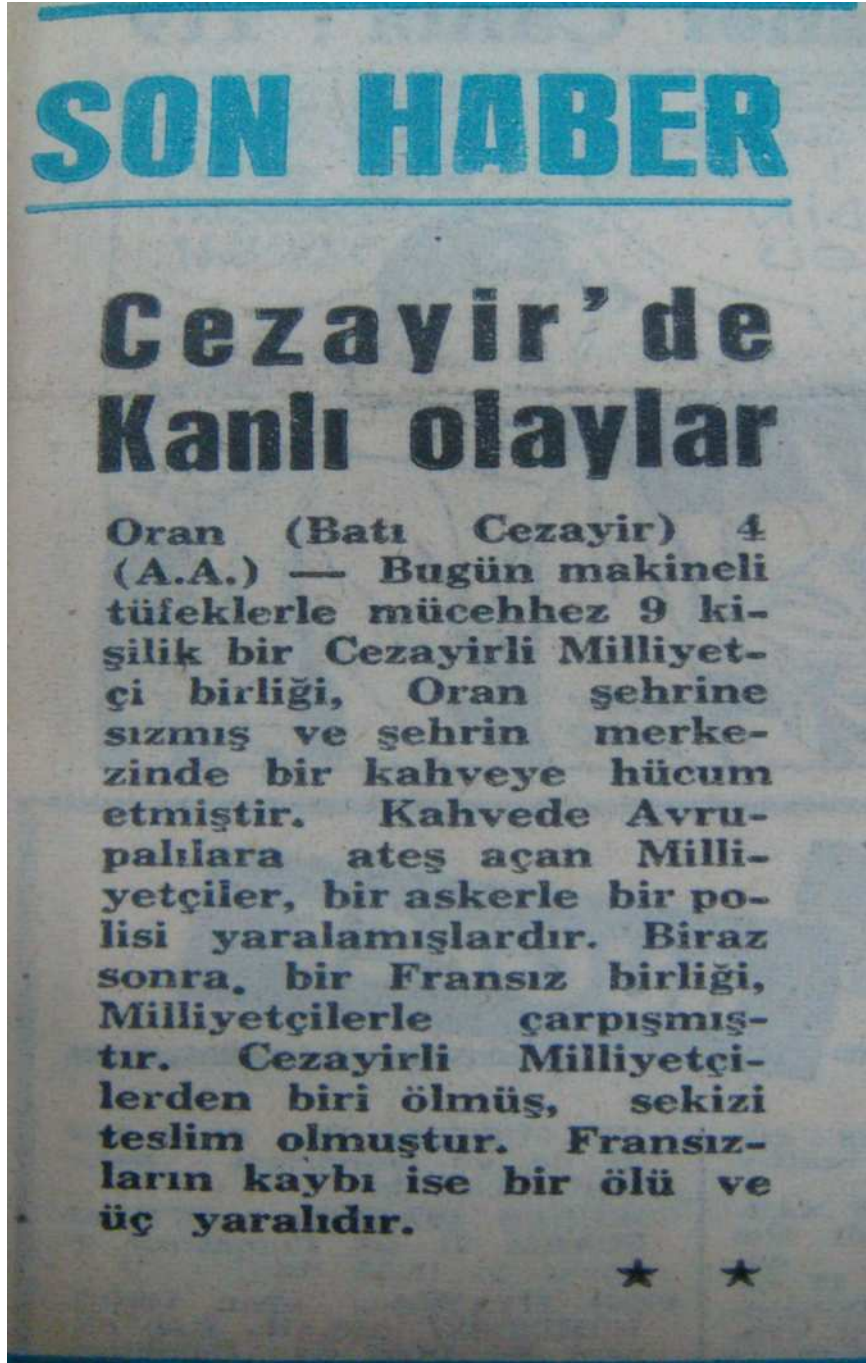 SON HABER
Cezayir'de
Kanlı olaylar
Oran (Batı Cezayir) 4
(A.A.) — Bugün makineli
tüfeklerle mücehhez 9 ki-
şilik bir Cezayirli Milliyet-
çi birliği, Oran şehrine
sızmış ve şehrin merke-
zinde bir kahveye hücum
etmiştir. Kahvede Avru-
palılara ateş açan Milli-
yetçiler, bir askerle bir po-
lisi yaralamışlardır. Biraz
sonra. bir Fransız birliği,
Milliyetçilerle çarpışmış-
tır. Cezayirli Milliyetçi-
lerden biri ölmüş, sekizi
teslim olmuştur. Fransız-
ların kaybı ise bir ölü ve
üç yaralıdır.
★ ★